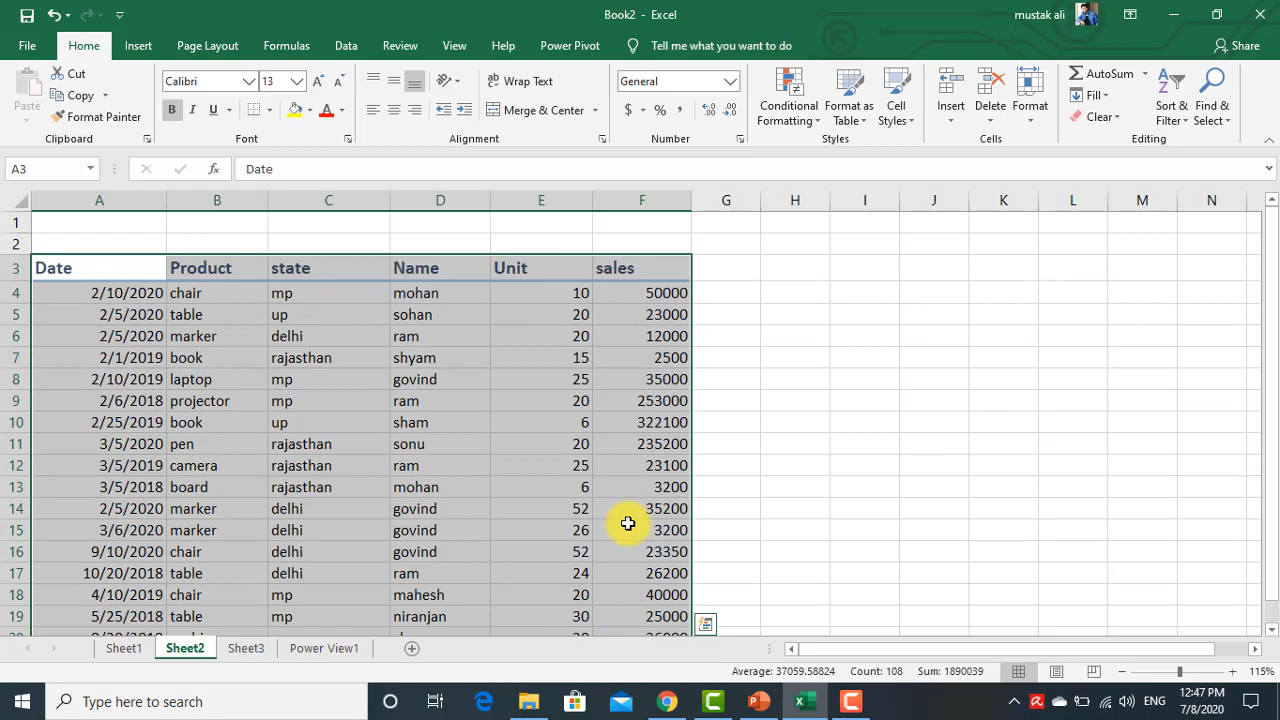 Book2 - Excel
mustak ali
File Home Insert Page Layout Formulas Data Review View Help Power Pivot Tell me what you want to do Share
Paste Cut Copy Format Painter Clipboard
Calibri 13 B I U A Font
Wrap Text Merge & Center Alignment
General $ % , Number
Conditional Formatting Format as Table Cell Styles Styles
Insert Delete Format Cells
AutoSum Fill Clear Sort & Filter Find & Select Editing
A3 fx Date
A B C D E F G H I J K L M N
1
2
3 Date Product state Name Unit sales
4 2/10/2020 chair mp mohan 10 50000
5 2/5/2020 table up sohan 20 23000
6 2/5/2020 marker delhi ram 20 12000
7 2/1/2019 book rajasthan shyam 15 2500
8 2/10/2019 laptop mp govind 25 35000
9 2/6/2018 projector mp ram 20 253000
10 2/25/2019 book up sham 6 322100
11 3/5/2020 pen rajasthan sonu 20 235200
12 3/5/2019 camera rajasthan ram 25 23100
13 3/5/2018 board rajasthan mohan 6 3200
14 2/5/2020 marker delhi govind 52 35200
15 3/6/2020 marker delhi govind 26 3200
16 9/10/2020 chair delhi govind 52 23350
17 10/20/2018 table delhi ram 24 26200
18 4/10/2019 chair mp mahesh 20 40000
19 5/25/2018 table mp niranjan 30 25000
Sheet1 Sheet2 Sheet3 Power View1
Average: 37059.58824 Count: 108 Sum: 1890039 115%
Type here to search
ENG 12:47 PM
7/8/2020